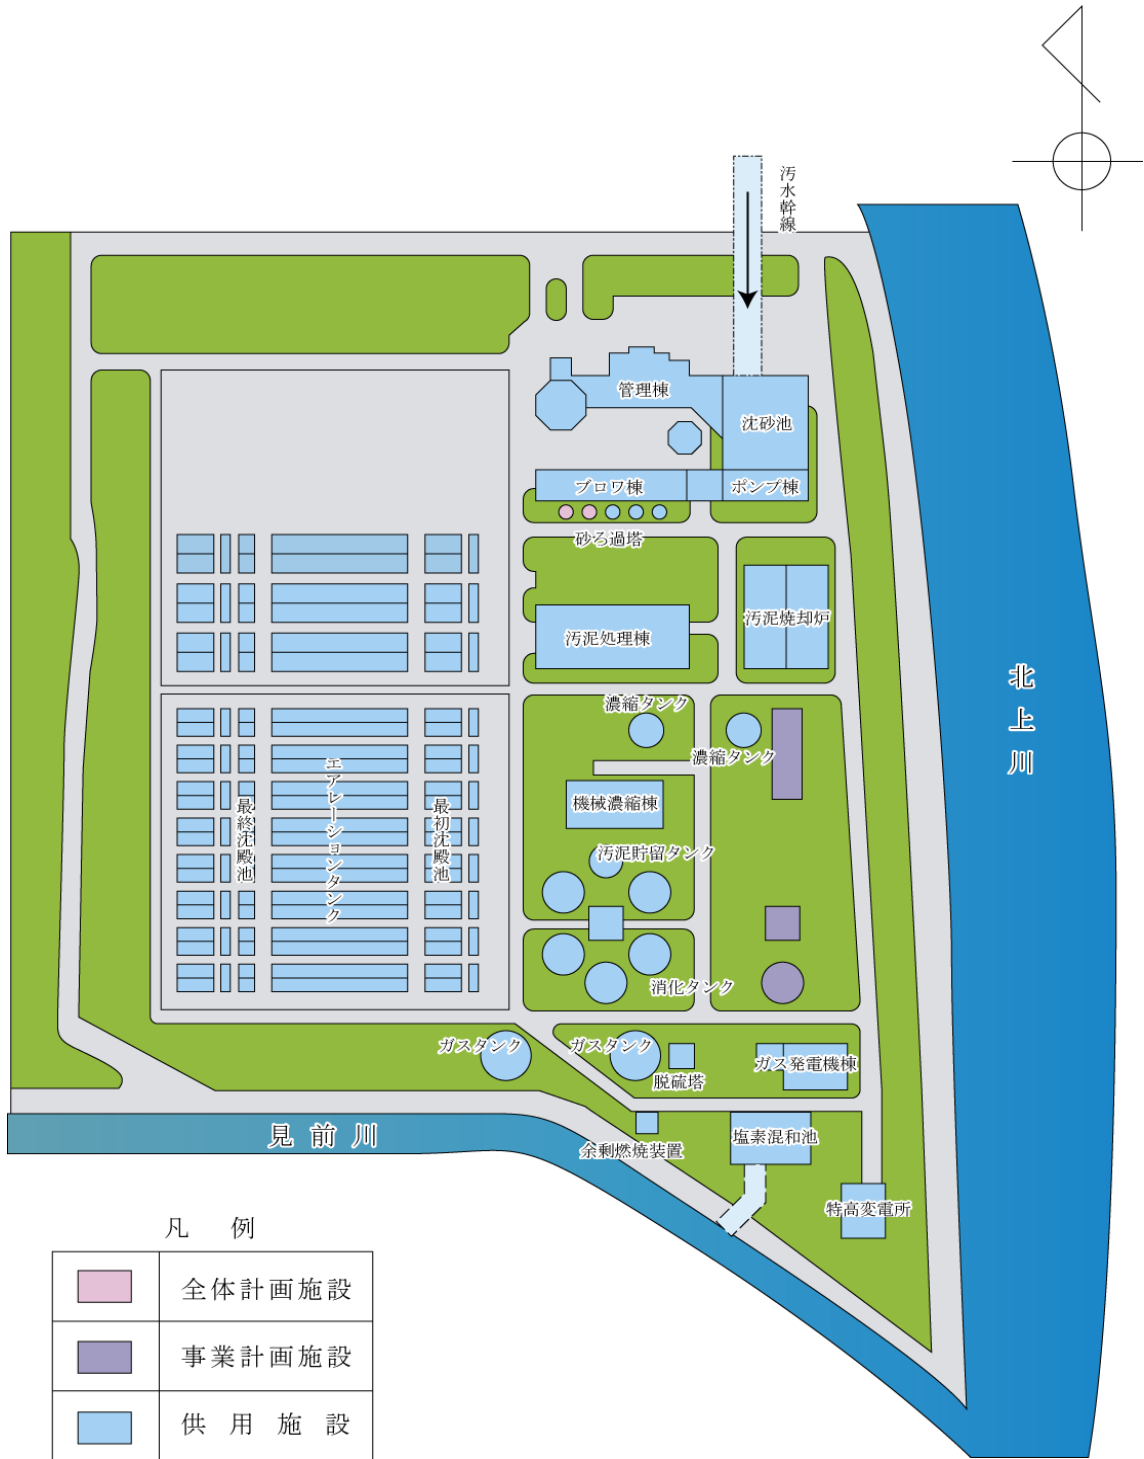 汚水幹線
管理棟
沈砂池
ブロワ棟
ポンプ棟
砂ろ過塔
汚泥焼却炉
汚泥処理棟
北上川
濃縮タンク
濃縮タンク
機械濃縮棟
最終沈殿池
エアレーションタンク
最初沈殿池
汚泥貯留タンク
消化タンク
ガスタンク
ガスタンク
脱硫塔
ガス発電機棟
見前川
余剰燃焼装置
塩素混和池
特高変電所
凡 例
全体計画施設
事業計画施設
供用施設